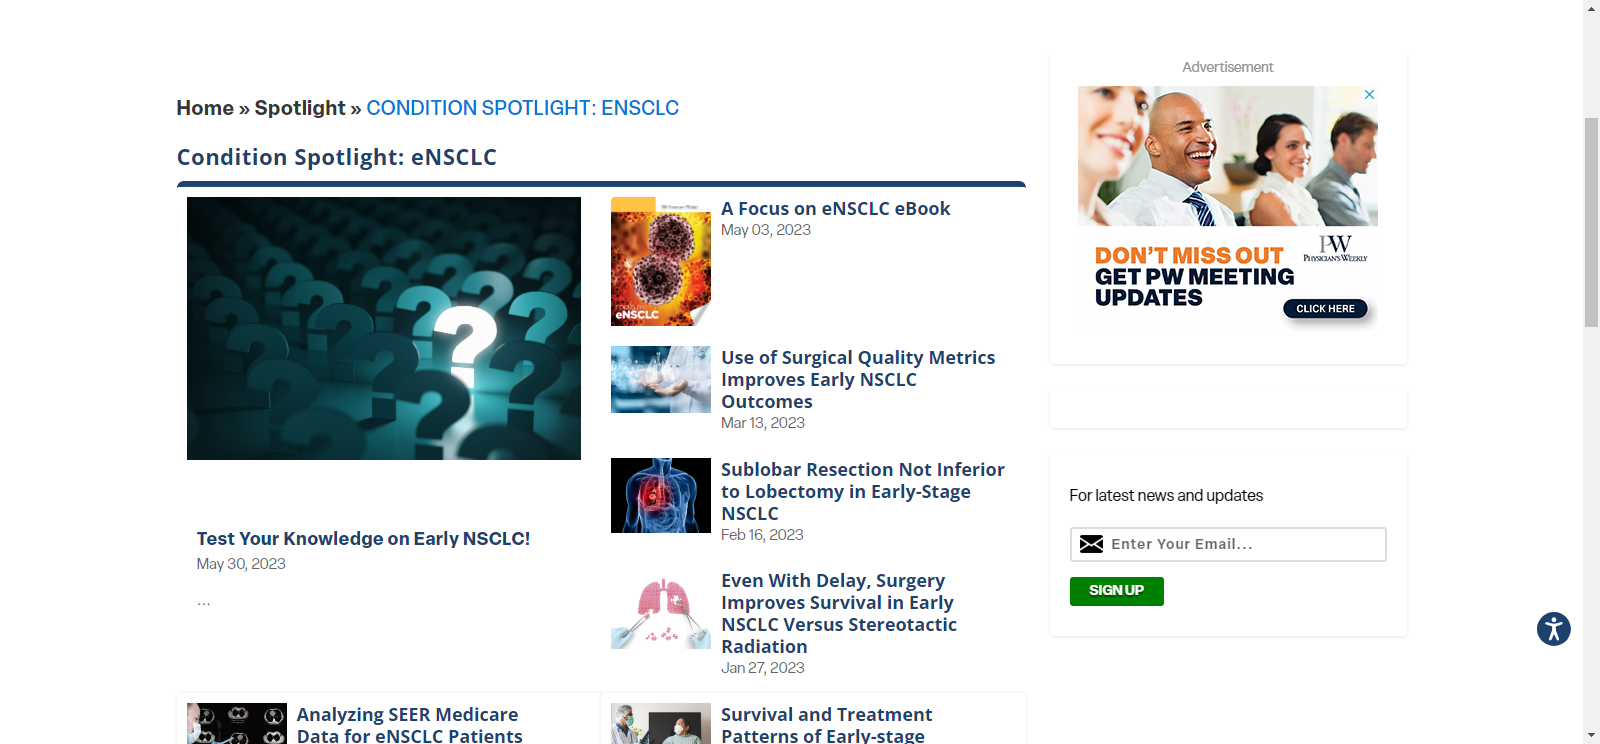 Home » Spotlight » CONDITION SPOTLIGHT: ENSCLC
Condition Spotlight: eNSCLC
Test Your Knowledge on Early NSCLC!
May 30, 2023
...
eNSCLC
A Focus on eNSCLC eBook
May 03, 2023
Use of Surgical Quality Metrics
Improves Early NSCLC
Outcomes
Mar 13, 2023
Sublobar Resection Not Inferior
to Lobectomy in Early-Stage
NSCLC
Feb 16, 2023
Even With Delay, Surgery
Improves Survival in Early
NSCLC Versus Stereotactic
Radiation
Jan 27, 2023
Analyzing SEER Medicare
Data for eNSCLC Patients
Survival and Treatment
Patterns of Early-stage
Advertisement
DON'T MISS OUT
GET PW MEETING
UPDATES
PW
PHYSICIAN'S WEEKLY
CLICK HERE
For latest news and updates
Enter Your Email...
SIGN UP